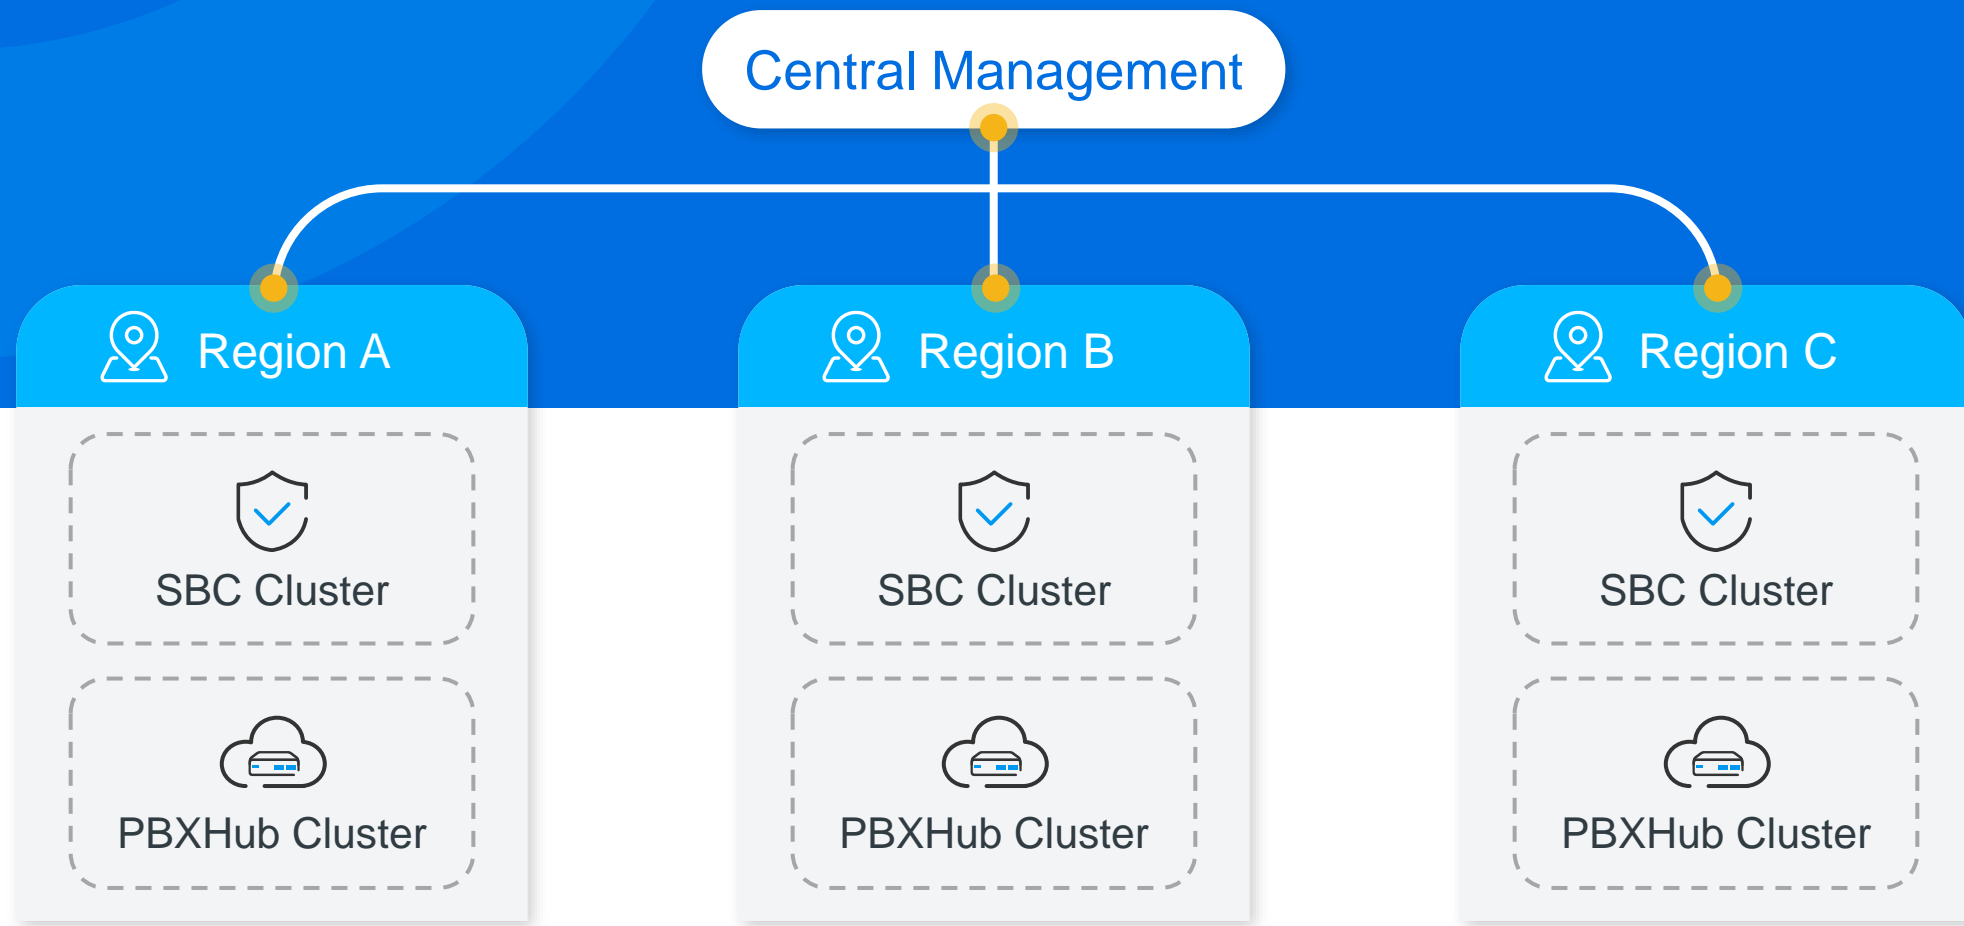 Central Management
Region A
Region B
Region C
SBC Cluster
SBC Cluster
SBC Cluster
PBXHub Cluster
PBXHub Cluster
PBXHub Cluster